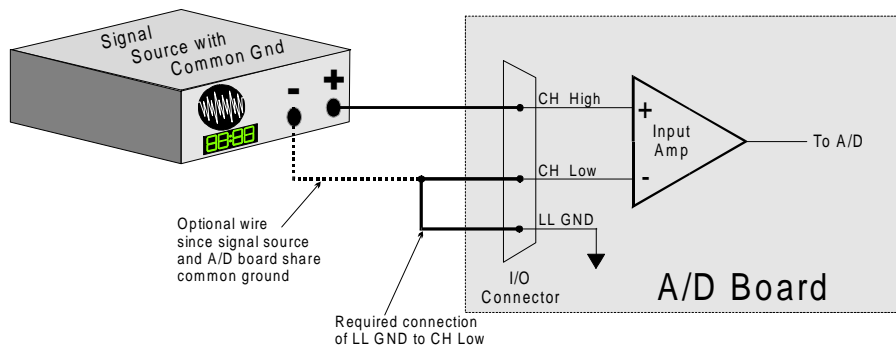 Signal
Source with
Common Gnd
-
+
88:88
CH High
+
Input
Amp
To A/D
CH Low
-
Optional wire
since signal source
and A/D board share
common ground
LL GND
I/O
Connector
A/D Board
Required connection
of LL GND to CH Low